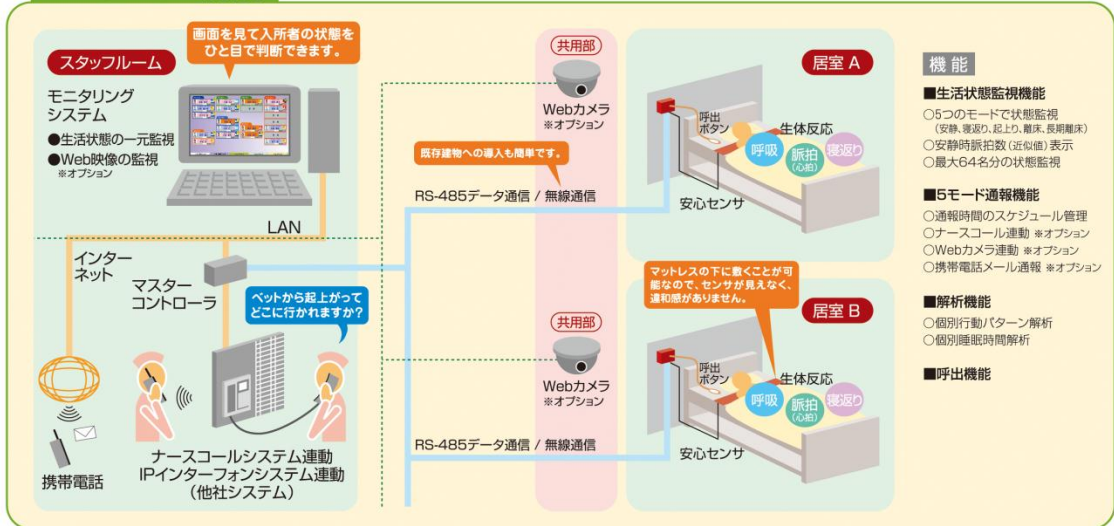 スタッフルーム
画面を見て入所者の状態を
ひと目で判断できます。
モニタリング
システム
●生活状態の一元監視
●Web映像の監視
※オプション
LAN
インター
ネット
マスター
コントローラ
ベットから起上がって
どこに行かれますか?
携帯電話
ナースコールシステム連動
IPインターフォンシステム連動
(他社システム)
共用部
Webカメラ
※オプション
既存建物への導入も簡単です。
RS-485データ通信 / 無線通信
居室 A
呼出
ボタン
生体反応
呼吸
脈拍
(心拍)
寝返り
安心センサ
共用部
Webカメラ
※オプション
RS-485データ通信 / 無線通信
マットレスの下に敷くことが可
能なので、センサが見えなく、
違和感がありません。
居室 B
呼出
ボタン
生体反応
呼吸
脈拍
(心拍)
寝返り
安心センサ
機能
■生活状態監視機能
○5つのモードで状態監視
(安静、寝返り、起上り、離床、長期離床)
○安静時脈拍数(近似値)表示
○最大64名分の状態監視
■5モード通報機能
○通報時間のスケジュール管理
○ナースコール連動 ※オプション
○Webカメラ連動 ※オプション
○携帯電話メール通報 ※オプション
■解析機能
○個別行動パターン解析
○個別睡眠時間解析
■呼出機能